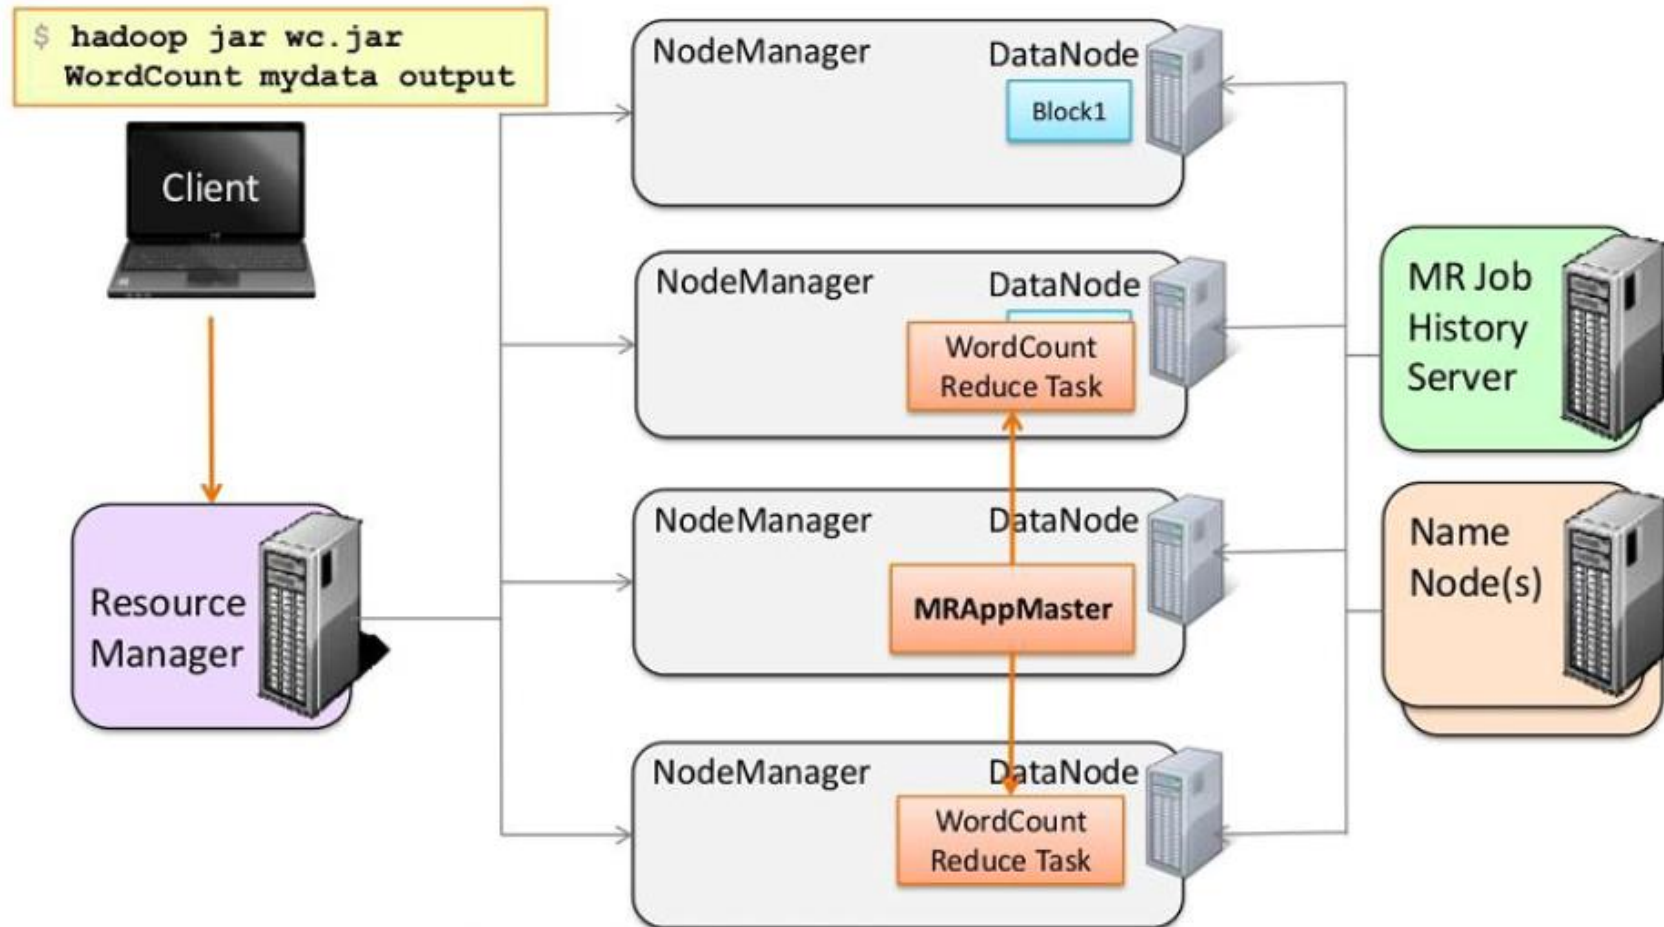 $ hadoop jar wc.jar
WordCount mydata output
Client
Resource
Manager
NodeManager
DataNode
Block1
NodeManager
DataNode
WordCount
Reduce Task
NodeManager
DataNode
MRAppMaster
NodeManager
DataNode
WordCount
Reduce Task
MR Job
History
Server
Name
Node(s)